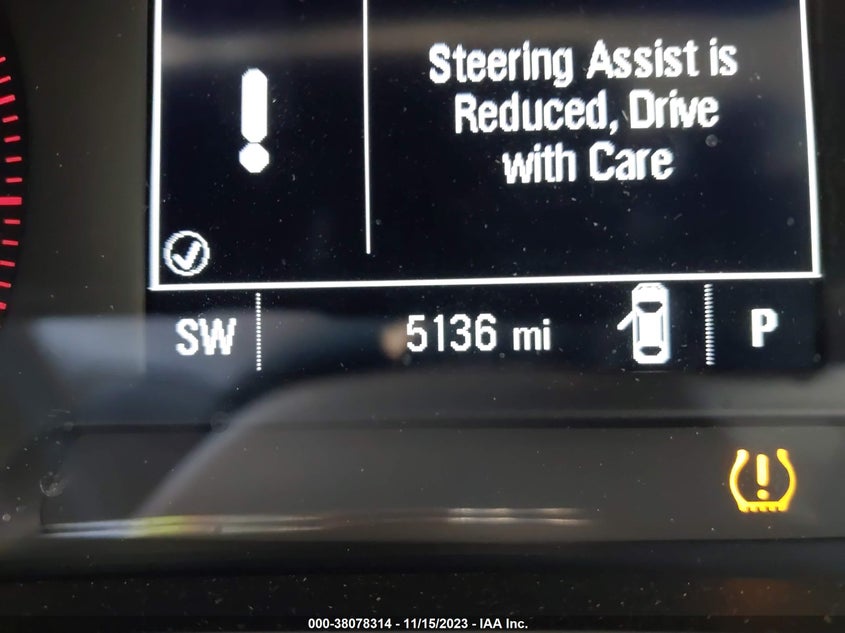 Steering Assist is
Reduced, Drive
with Care
SW 5136 mi P
000-38078314 - 11/15/2023 - IAA Inc.